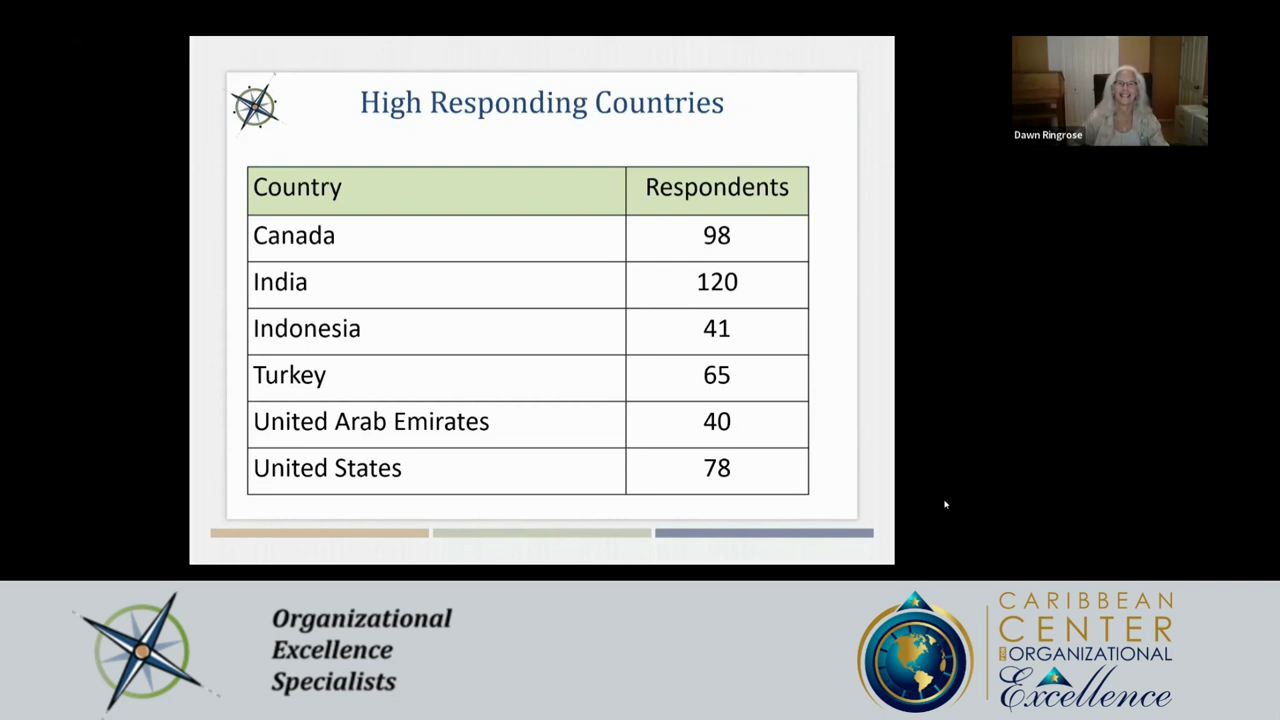 High Responding Countries
Country Respondents
Canada 98
India 120
Indonesia 41
Turkey 65
United Arab Emirates 40
United States 78
Dawn Ringrose
Organizational
Excellence
Specialists
CARIBBEAN
CENTER
FOR ORGANIZATIONAL
Excellence